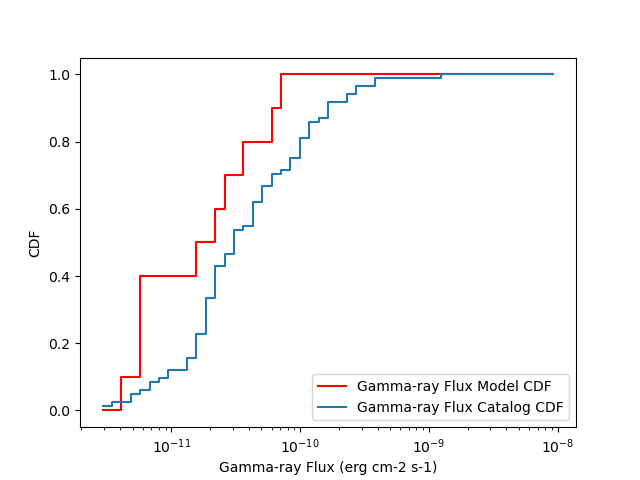 1.0
0.8
0.6
0.4
0.2
0.0
CDF
10⁻¹¹
10⁻¹⁰
10⁻⁹
10⁻⁸
Gamma-ray Flux (erg cm-2 s-1)
Gamma-ray Flux Model CDF
Gamma-ray Flux Catalog CDF